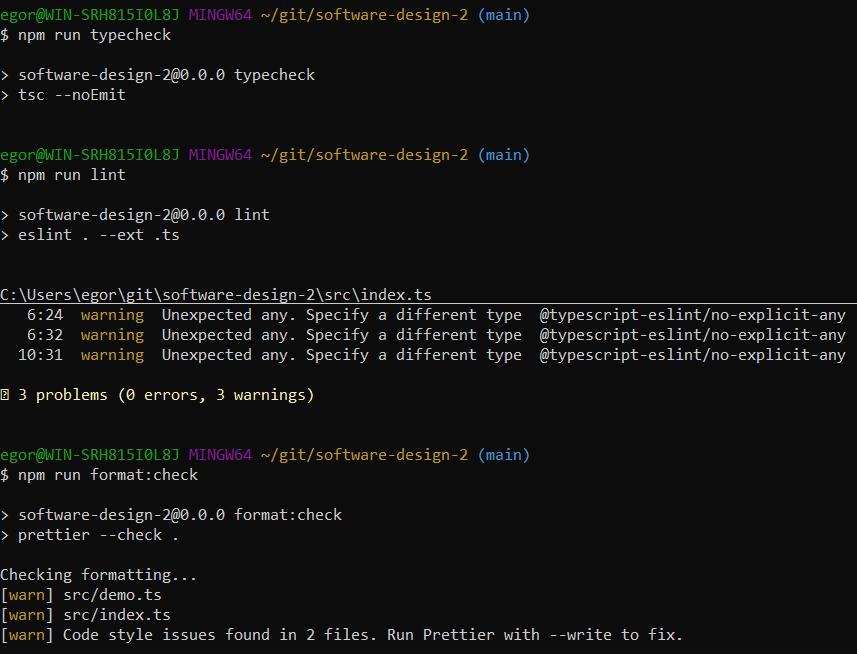 egor@WIN-SRH815I0L8J MINGW64 ~/git/software-design-2 (main)
$ npm run typecheck
> software-design-2@0.0.0 typecheck
> tsc --noEmit
egor@WIN-SRH815I0L8J MINGW64 ~/git/software-design-2 (main)
$ npm run lint
> software-design-2@0.0.0 lint
> eslint . --ext .ts
C:\Users\egor\git\software-design-2\src\index.ts
6:24 warning Unexpected any. Specify a different type @typescript-eslint/no-explicit-any
6:32 warning Unexpected any. Specify a different type @typescript-eslint/no-explicit-any
10:31 warning Unexpected any. Specify a different type @typescript-eslint/no-explicit-any
3 problems (0 errors, 3 warnings)
egor@WIN-SRH815I0L8J MINGW64 ~/git/software-design-2 (main)
$ npm run format:check
> software-design-2@0.0.0 format:check
> prettier --check .
Checking formatting...
[warn] src/demo.ts
[warn] src/index.ts
[warn] Code style issues found in 2 files. Run Prettier with --write to fix.